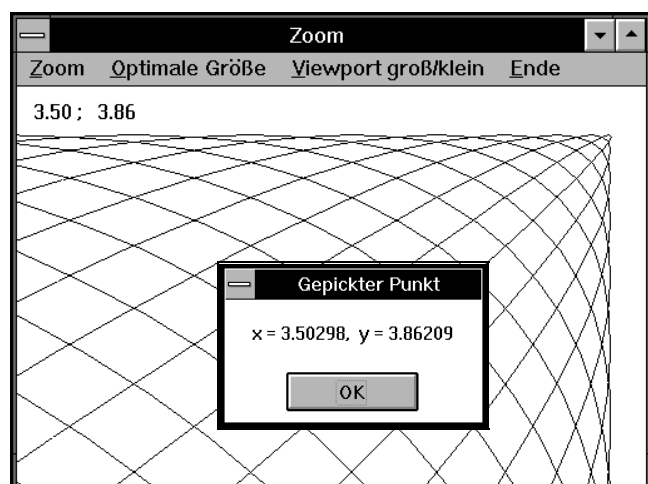 Zoom
Zoom Optimale Größe Viewport groß/klein Ende
3.50 ; 3.86
Gepickter Punkt
x = 3.50298, y = 3.86209
OK